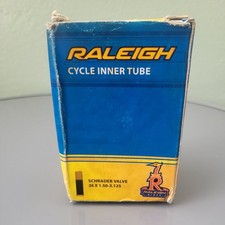 RALEIGH
CYCLE INNER TUBE
SCHRADER VALVE
26 X 1.50-2.125
R